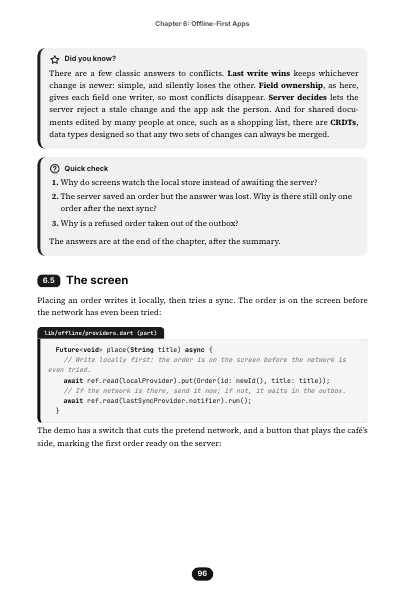 Chapter 6: Offline-First Apps
Did you know?
There are a few classic answers to conflicts. Last write wins keeps whichever
change is newer: simple, and silently loses the other. Field ownership, as here,
gives each field one writer, so most conflicts disappear. Server decides lets the
server reject a stale change and the app ask the person. And for shared docu-
ments edited by many people at once, such as a shopping list, there are CRDTs,
data types designed so that any two sets of changes can always be merged.
Quick check
1. Why do screens watch the local store instead of awaiting the server?
2. The server saved an order but the answer was lost. Why is there still only one
order after the next sync?
3. Why is a refused order taken out of the outbox?
The answers are at the end of the chapter, after the summary.
6.5 The screen
Placing an order writes it locally, then tries a sync. The order is on the screen before
the network has even been tried:
lib/offline/providers.dart (part)
Future<void> place(String title) async {
// Write locally first: the order is on the screen before the network is
even tried.
await ref.read(localProvider).put(Order(id: newId(), title: title));
// If the network is there, send it now; if not, it waits in the outbox.
await ref.read(lastSyncProvider.notifier).run();
}
The demo has a switch that cuts the pretend network, and a button that plays the café's
side, marking the first order ready on the server:
96